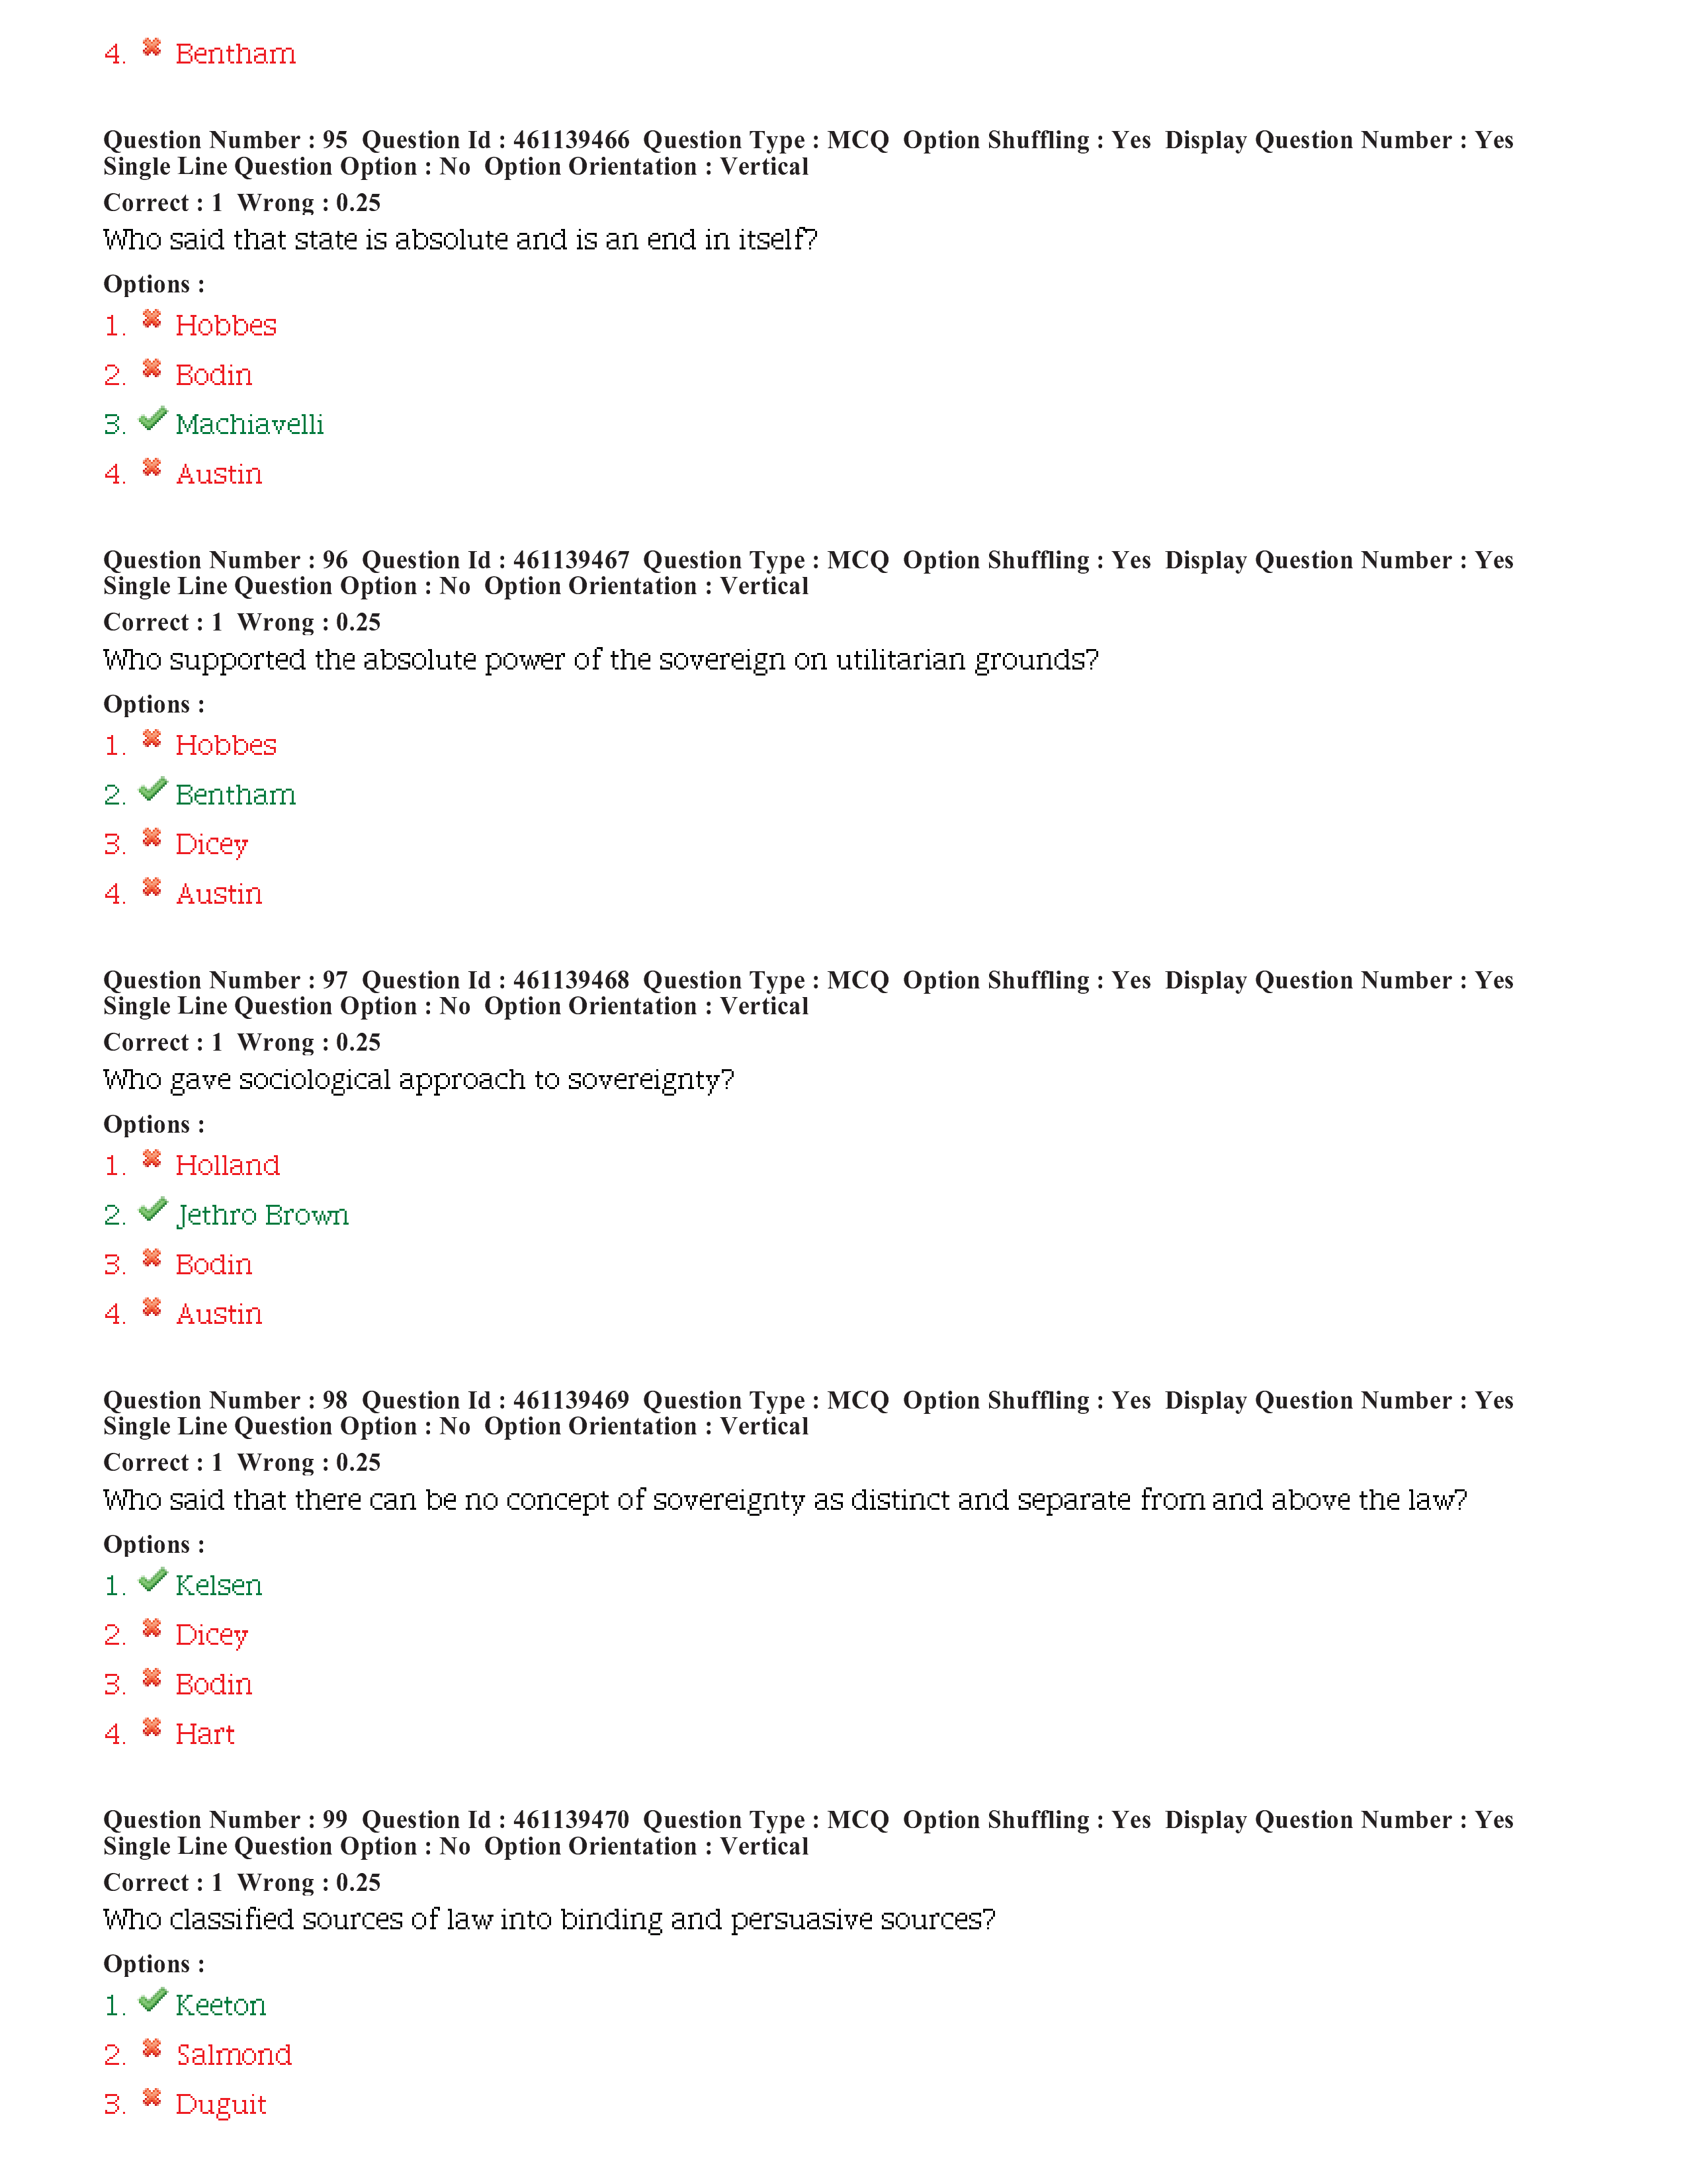 4. Bentham
Question Number : 95 Question Id : 461139466 Question Type : MCQ Option Shuffling : Yes Display Question Number : Yes
Single Line Question Option : No Option Orientation : Vertical
Correct : 1 Wrong : 0.25
Who said that state is absolute and is an end in itself?
Options :
1. Hobbes
2. Bodin
3. Machiavelli
4. Austin
Question Number : 96 Question Id : 461139467 Question Type : MCQ Option Shuffling : Yes Display Question Number : Yes
Single Line Question Option : No Option Orientation : Vertical
Correct : 1 Wrong : 0.25
Who supported the absolute power of the sovereign on utilitarian grounds?
Options :
1. Hobbes
2. Bentham
3. Dicey
4. Austin
Question Number : 97 Question Id : 461139468 Question Type : MCQ Option Shuffling : Yes Display Question Number : Yes
Single Line Question Option : No Option Orientation : Vertical
Correct : 1 Wrong : 0.25
Who gave sociological approach to sovereignty?
Options :
1. Holland
2. Jethro Brown
3. Bodin
4. Austin
Question Number : 98 Question Id : 461139469 Question Type : MCQ Option Shuffling : Yes Display Question Number : Yes
Single Line Question Option : No Option Orientation : Vertical
Correct : 1 Wrong : 0.25
Who said that there can be no concept of sovereignty as distinct and separate from and above the law?
Options :
1. Kelsen
2. Dicey
3. Bodin
4. Hart
Question Number : 99 Question Id : 461139470 Question Type : MCQ Option Shuffling : Yes Display Question Number : Yes
Single Line Question Option : No Option Orientation : Vertical
Correct : 1 Wrong : 0.25
Who classified sources of law into binding and persuasive sources?
Options :
1. Keeton
2. Salmond
3. Duguit